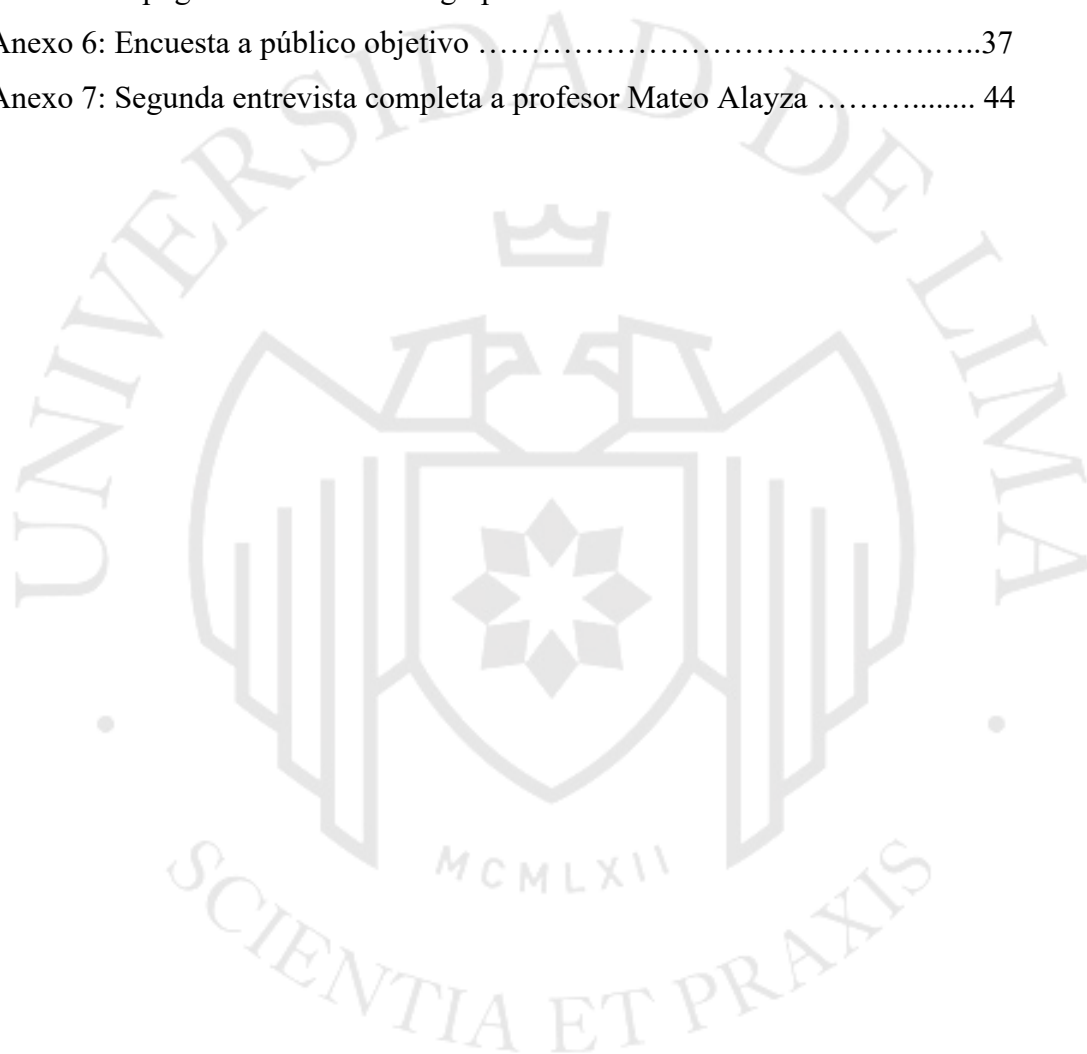 Anexo 6: Encuesta a público objetivo ……………………………………….…..37
Anexo 7: Segunda entrevista completa a profesor Mateo Alayza ………........ 44
UNIVERSIDAD DE LIMA
MCMLXII
SCIENTIA ET PRAXIS